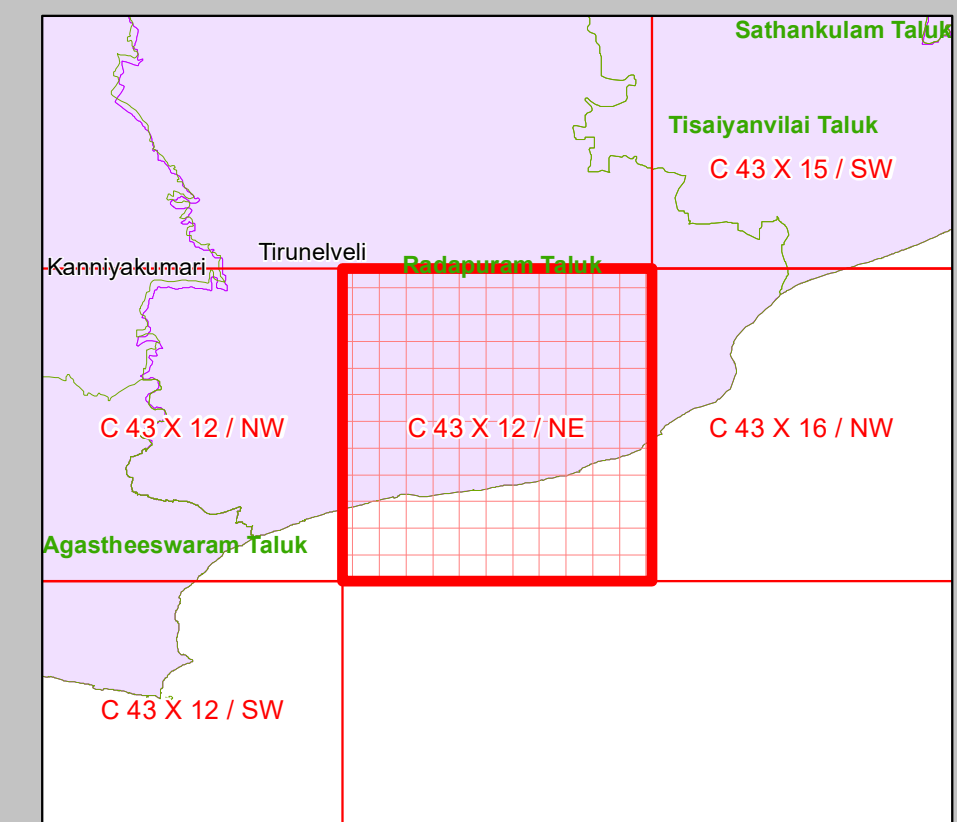 Sathankulam Taluk
Tisaiyanvilai Taluk
C 43 X 15 / SW
Tirunelveli
Kanniyakumari
Radapuram Taluk
C 43 X 12 / NW
C 43 X 12 / NE
C 43 X 16 / NW
Agastheeswaram Taluk
C 43 X 12 / SW